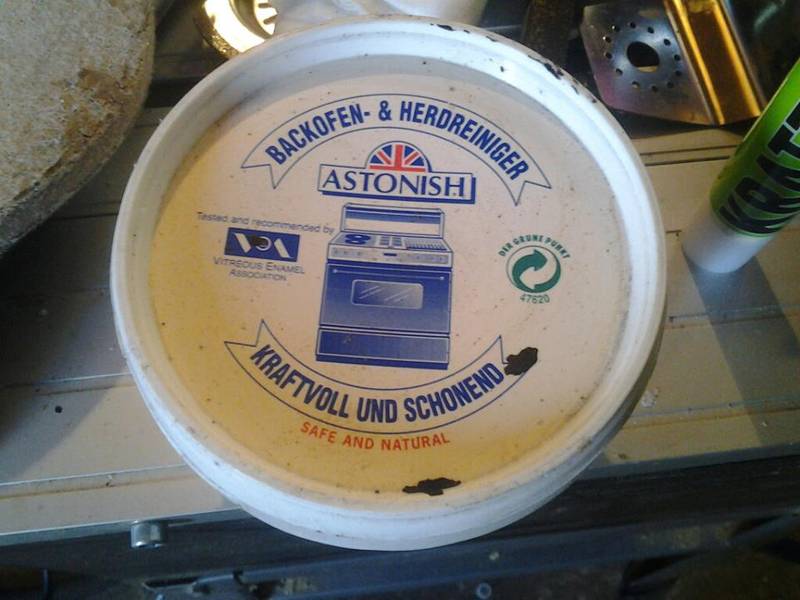 BACKOFEN- & HERDREINIGER
ASTONISH
Tested and recommended by
VEA
VITREOUS ENAMEL
ASSOCIATION
DER GRÜNE PUNKT
47620
KRAFTVOLL UND SCHONEND
SAFE AND NATURAL